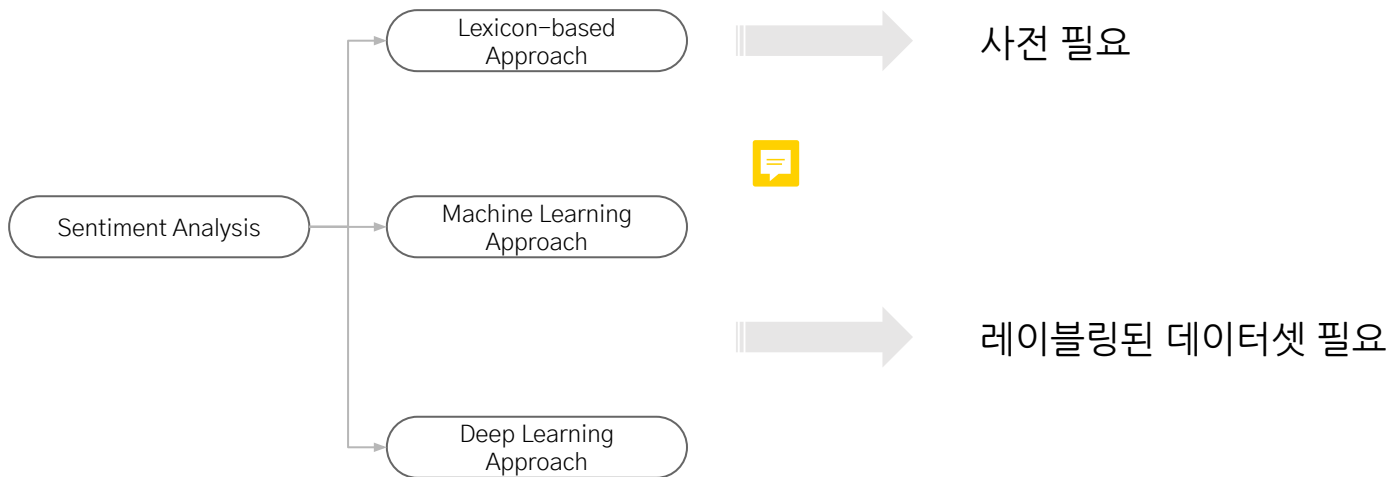 Lexicon-based
Approach
사전 필요
Sentiment Analysis
Machine Learning
Approach
레이블링된 데이터셋 필요
Deep Learning
Approach